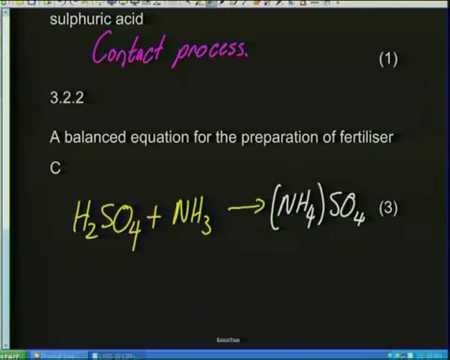 sulphuric acid
Contact process.
(1)
3.2.2
A balanced equation for the preparation of fertiliser
C
H₂SO₄ + NH₃ → (NH₄)SO₄ (3)
start